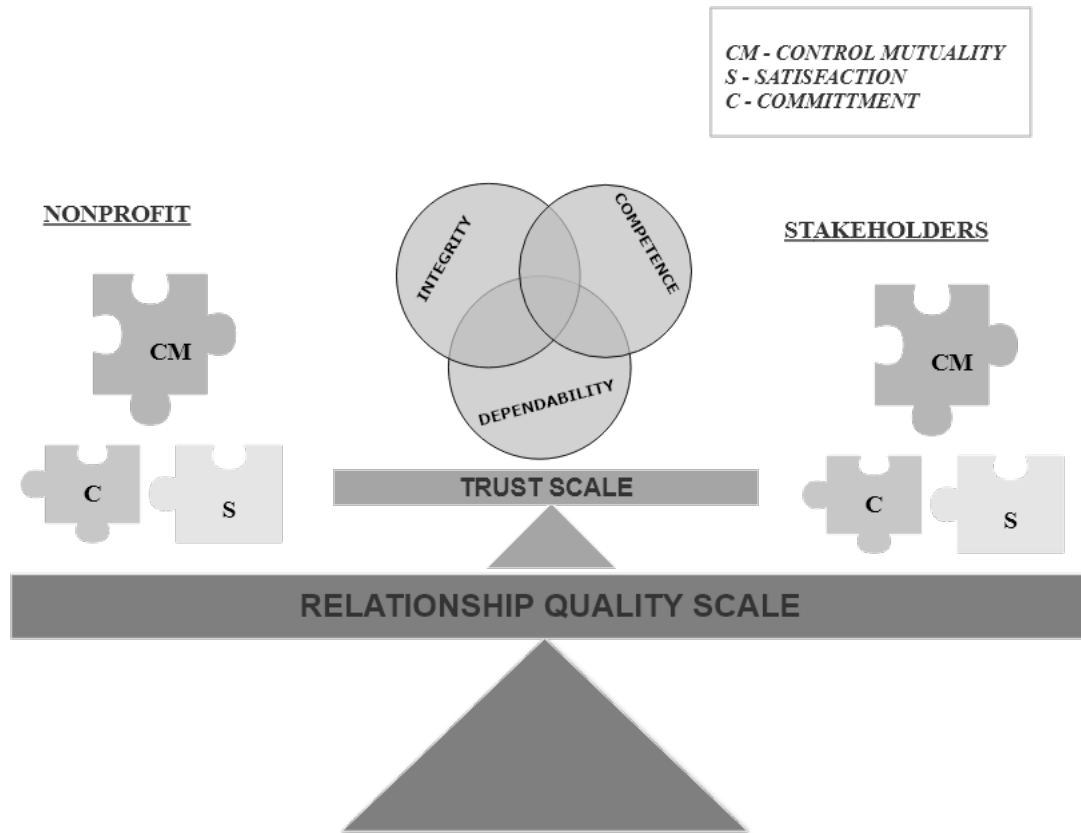 CM - CONTROL MUTUALITY
S - SATISFACTION
C - COMMITTMENT
NONPROFIT
STAKEHOLDERS
INTEGRITY
COMPETENCE
DEPENDABILITY
CM
C
S
CM
C
S
TRUST SCALE
RELATIONSHIP QUALITY SCALE